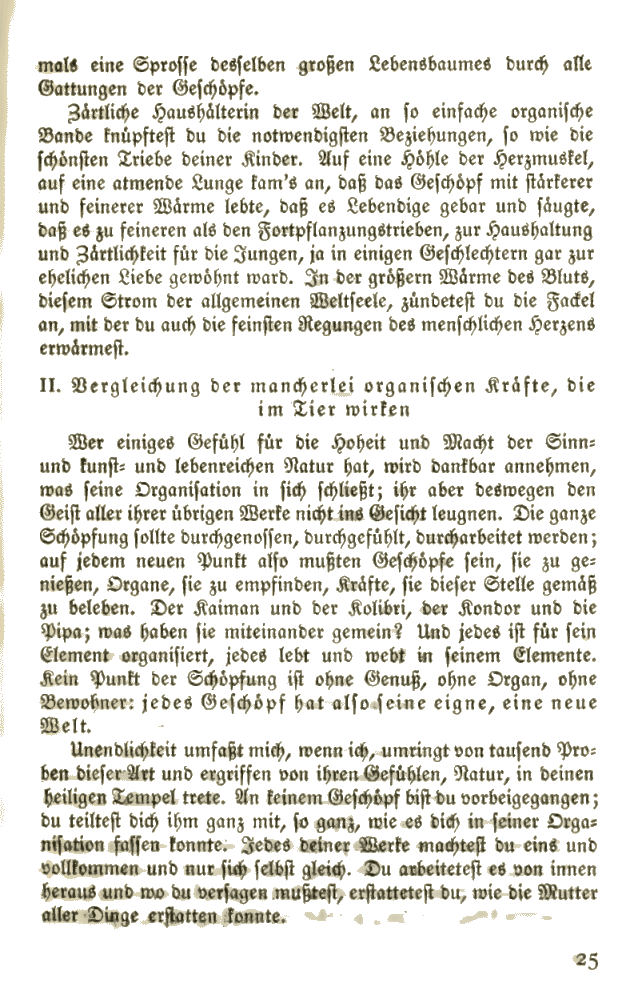 mals eine Sprosse desselben großen Lebensbaumes durch alle
Gattungen der Geschöpfe.
Zärtliche Haushälterin der Welt, an so einfache organische
Bande knüpftest du die notwendigsten Beziehungen, so wie die
schönsten Triebe deiner Kinder. Auf eine Höhle der Herzmuskel,
auf eine atmende Lunge kam's an, daß das Geschöpf mit stärkerer
und feinerer Wärme lebte, daß es Lebendige gebar und säugte,
daß es zu feineren als den Fortpflanzungstrieben, zur Haushaltung
und Zärtlichkeit für die Jungen, ja in einigen Geschlechtern gar zur
ehelichen Liebe gewöhnt ward. In der größern Wärme des Bluts,
diesem Strom der allgemeinen Weltseele, zündetest du die Fackel
an, mit der du auch die feinsten Regungen des menschlichen Herzens
erwärmest.
II. Vergleichung der mancherlei organischen Kräfte, die
im Tier wirken
Wer einiges Gefühl für die Hoheit und Macht der Sinn-
und kunst- und lebenreichen Natur hat, wird dankbar annehmen,
was seine Organisation in sich schließt; ihr aber deswegen den
Geist aller ihrer übrigen Werke nicht ins Gesicht leugnen. Die ganze
Schöpfung sollte durchgenossen, durchgefühlt, durcharbeitet werden;
auf jedem neuen Punkt also mußten Geschöpfe sein, sie zu ge-
nießen, Organe, sie zu empfinden, Kräfte, sie dieser Stelle gemäß
zu beleben. Der Kaiman und der Kolibri, der Kondor und die
Pipa; was haben sie miteinander gemein? Und jedes ist für sein
Element organisiert, jedes lebt und webt in seinem Elemente.
Kein Punkt der Schöpfung ist ohne Genuß, ohne Organ, ohne
Bewohner: jedes Geschöpf hat also seine eigne, eine neue
Welt.
Unendlichkeit umfaßt mich, wenn ich, umringt von tausend Pro-
ben dieser Art und ergriffen von ihren Gefühlen, Natur, in deinen
heiligen Tempel trete. An keinem Geschöpf bist du vorbeigegangen;
du teiltest dich ihm ganz mit, so ganz, wie es dich in seiner Orga-
nisation fassen konnte. Jedes deiner Werke machtest du eins und
vollkommen und nur sich selbst gleich. Du arbeitetest es von innen
heraus und wo du versagen mußtest, erstattetest du, wie die Mutter
aller Dinge erstatten konnte.
25